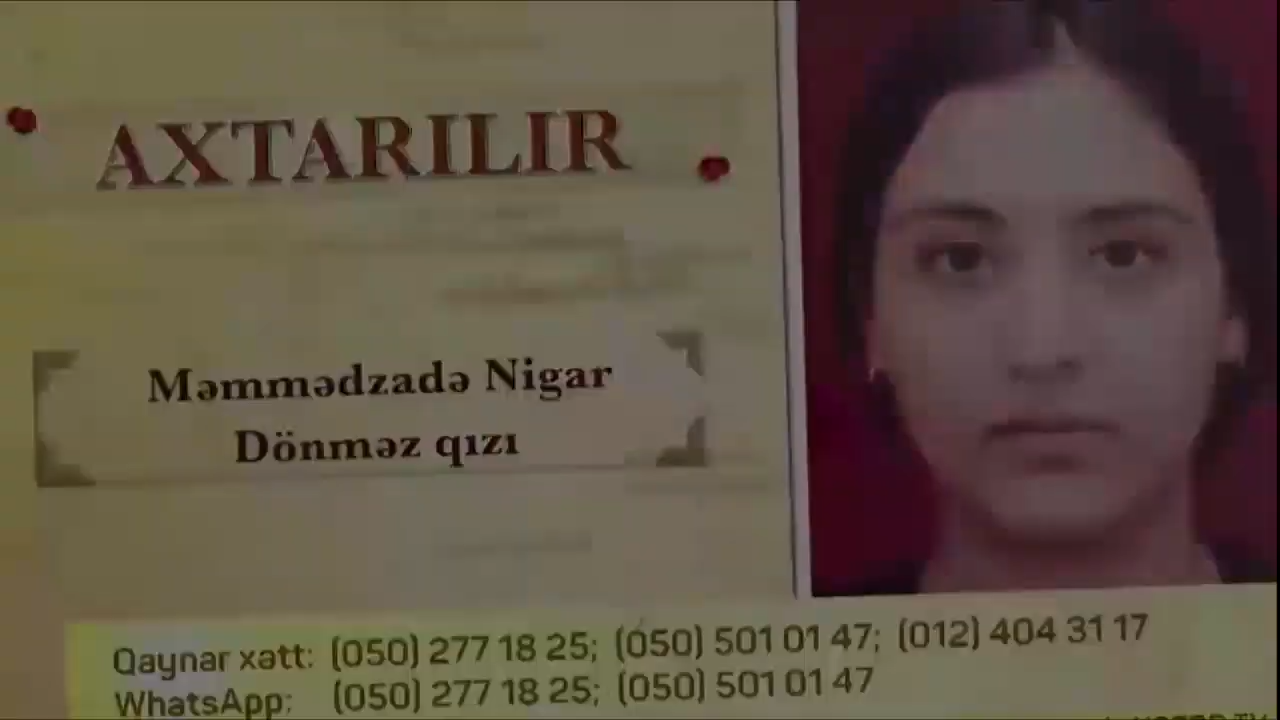 AXTARILIR
Məmmədzadə Nigar
Dönməz qızı
Qaynar xətt: (050) 277 18 25; (050) 501 01 47; (012) 404 31 17
WhatsApp: (050) 277 18 25; (050) 501 01 47